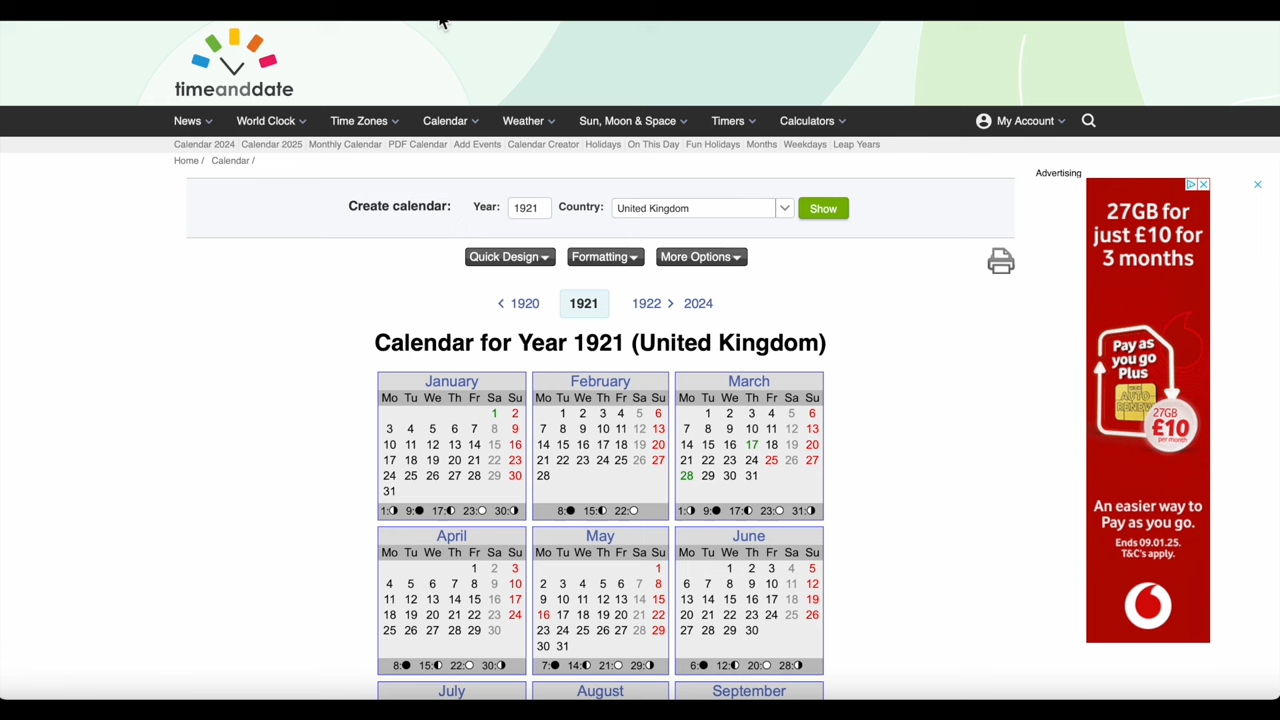 timeanddate
News World Clock Time Zones Calendar Weather Sun, Moon & Space Timers Calculators My Account
Calendar 2024 Calendar 2025 Monthly Calendar PDF Calendar Add Events Calendar Creator Holidays On This Day Fun Holidays Months Weekdays Leap Years
Home / Calendar /
Advertising
Create calendar: Year: 1921 Country: United Kingdom Show
Quick Design Formatting More Options
< 1920 1921 1922 > 2024
Calendar for Year 1921 (United Kingdom)
January
Mo Tu We Th Fr Sa Su
1 2
3 4 5 6 7 8 9
10 11 12 13 14 15 16
17 18 19 20 21 22 23
24 25 26 27 28 29 30
31
1: 9: 17: 23: 30:
February
Mo Tu We Th Fr Sa Su
1 2 3 4 5 6
7 8 9 10 11 12 13
14 15 16 17 18 19 20
21 22 23 24 25 26 27
28
8: 15: 22:
March
Mo Tu We Th Fr Sa Su
1 2 3 4 5 6
7 8 9 10 11 12 13
14 15 16 17 18 19 20
21 22 23 24 25 26 27
28 29 30 31
1: 9: 17: 23: 31:
April
Mo Tu We Th Fr Sa Su
1 2 3
4 5 6 7 8 9 10
11 12 13 14 15 16 17
18 19 20 21 22 23 24
25 26 27 28 29 30
8: 15: 22: 30:
May
Mo Tu We Th Fr Sa Su
1
2 3 4 5 6 7 8
9 10 11 12 13 14 15
16 17 18 19 20 21 22
23 24 25 26 27 28 29
30 31
7: 14: 21: 29:
June
Mo Tu We Th Fr Sa Su
1 2 3 4 5
6 7 8 9 10 11 12
13 14 15 16 17 18 19
20 21 22 23 24 25 26
27 28 29 30
6: 12: 20: 28:
July August September
27GB for
just £10 for
3 months
Pay as
you go
Plus
AUTO
RENEW
27GB
£10
per month
An easier way to
Pay as you go.
Ends 09.01.25.
T&C's apply.